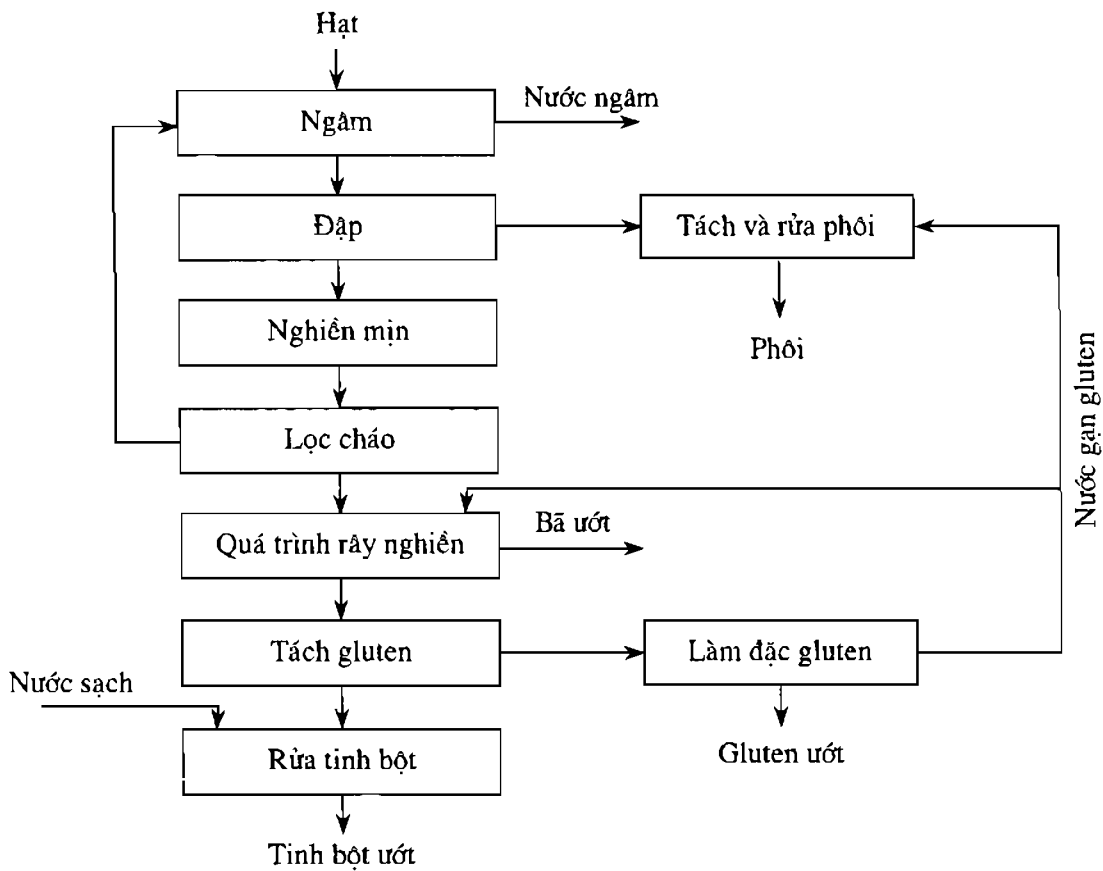 Hạt
Ngâm
Nước ngâm
Đập
Tách và rửa phôi
Nghiền mịn
Phôi
Nước gạn gluten
Lọc cháo
Bã ướt
Quá trình rây nghiền
Tách gluten
Làm đặc gluten
Nước sạch
Rửa tinh bột
Gluten ướt
Tinh bột ướt